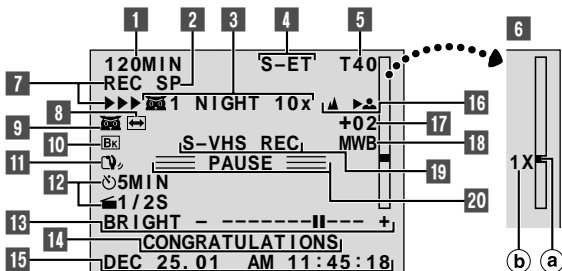 1 2 3 4 5 6
120MIN S-ET T40
7 REC SP
1 NIGHT 10x 16
8 +02 17
9 MWB 18
10 BK S-VHS REC 19
11 PAUSE 20
12 5MIN
1/2S
13 BRIGHT - --------▮▮--- +
14 CONGRATULATIONS
15 DEC 25.01 AM 11:45:18
1X
b a